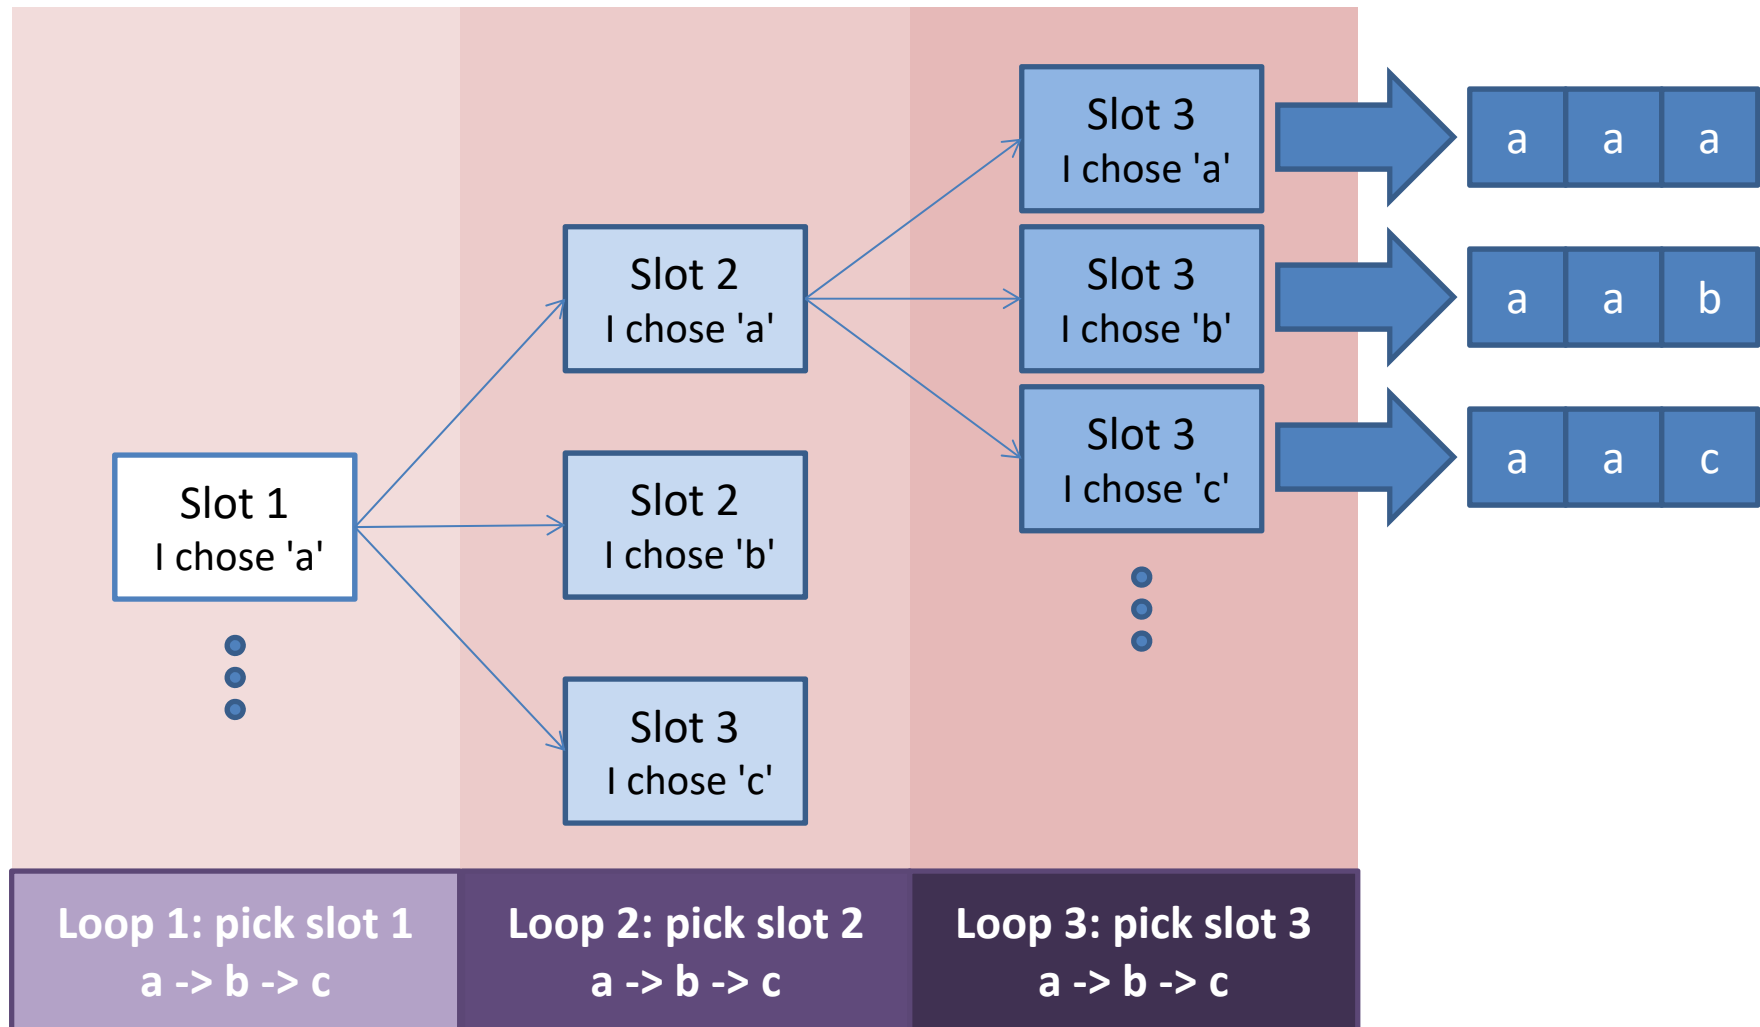 Slot 1
I chose 'a'
Slot 2
I chose 'a'
Slot 2
I chose 'b'
Slot 3
I chose 'c'
Slot 3
I chose 'a'
Slot 3
I chose 'b'
Slot 3
I chose 'c'
a a a
a a b
a a c
Loop 1: pick slot 1
a -> b -> c
Loop 2: pick slot 2
a -> b -> c
Loop 3: pick slot 3
a -> b -> c